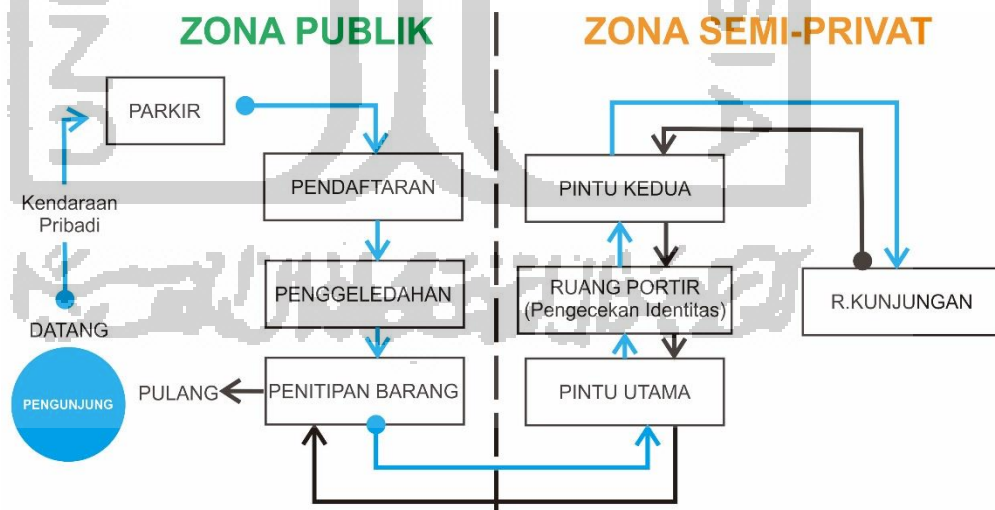 ZONA PUBLIK
ZONA SEMI-PRIVAT
PARKIR
Kendaraan
Pribadi
PENDAFTARAN
PENGGELEDAHAN
DATANG
PENGUNJUNG
PULANG
PENITIPAN BARANG
PINTU KEDUA
RUANG PORTIR
(Pengecekan Identitas)
PINTU UTAMA
R.KUNJUNGAN